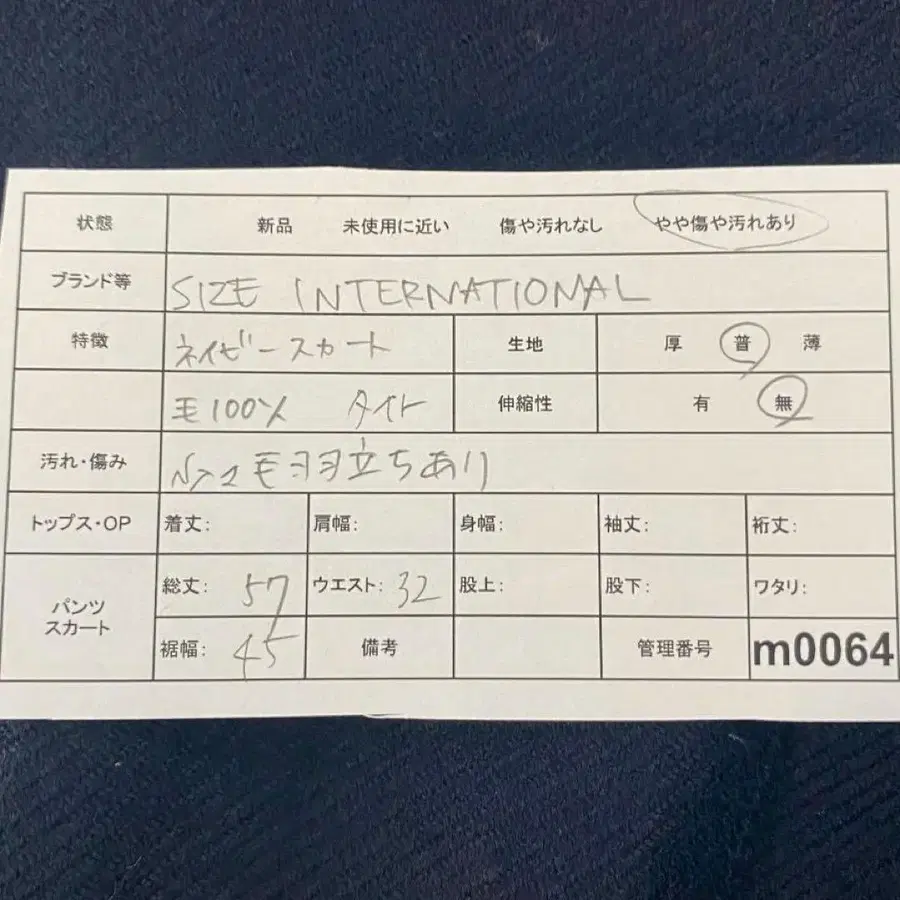 状態 新品 未使用に近い 傷や汚れなし やや傷や汚れあり
ブランド等 SIZE INTERNATIONAL
特徴 ネイビースカート 生地 厚 普 薄
毛100% タイト 伸縮性 有 無
汚れ・傷み 毛羽立ちあり
トップス・OP 着丈: 肩幅: 身幅: 袖丈: 裄丈:
パンツ スカート 総丈: 57 ウエスト: 32 股上: 股下: ワタリ:
裾幅: 45 備考 管理番号 m0064